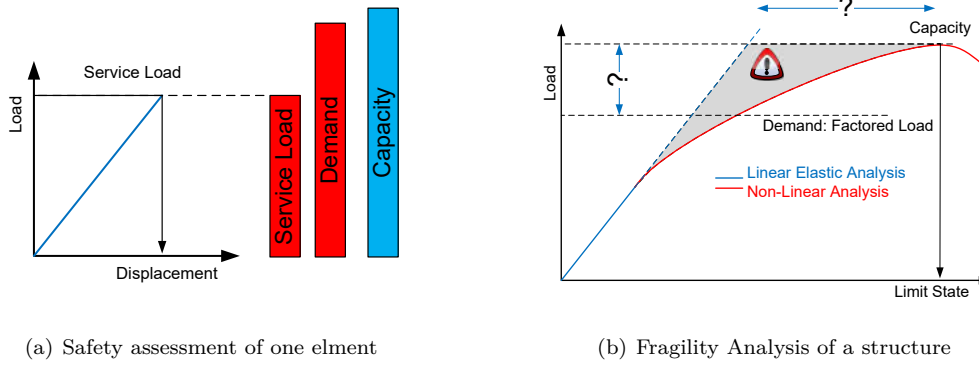 Service Load
Load
Displacement
Service Load
Demand
Capacity
(a) Safety assessment of one elment
?
Capacity
Load
?
!
Demand: Factored Load
Linear Elastic Analysis
Non-Linear Analysis
Limit State
(b) Fragility Analysis of a structure